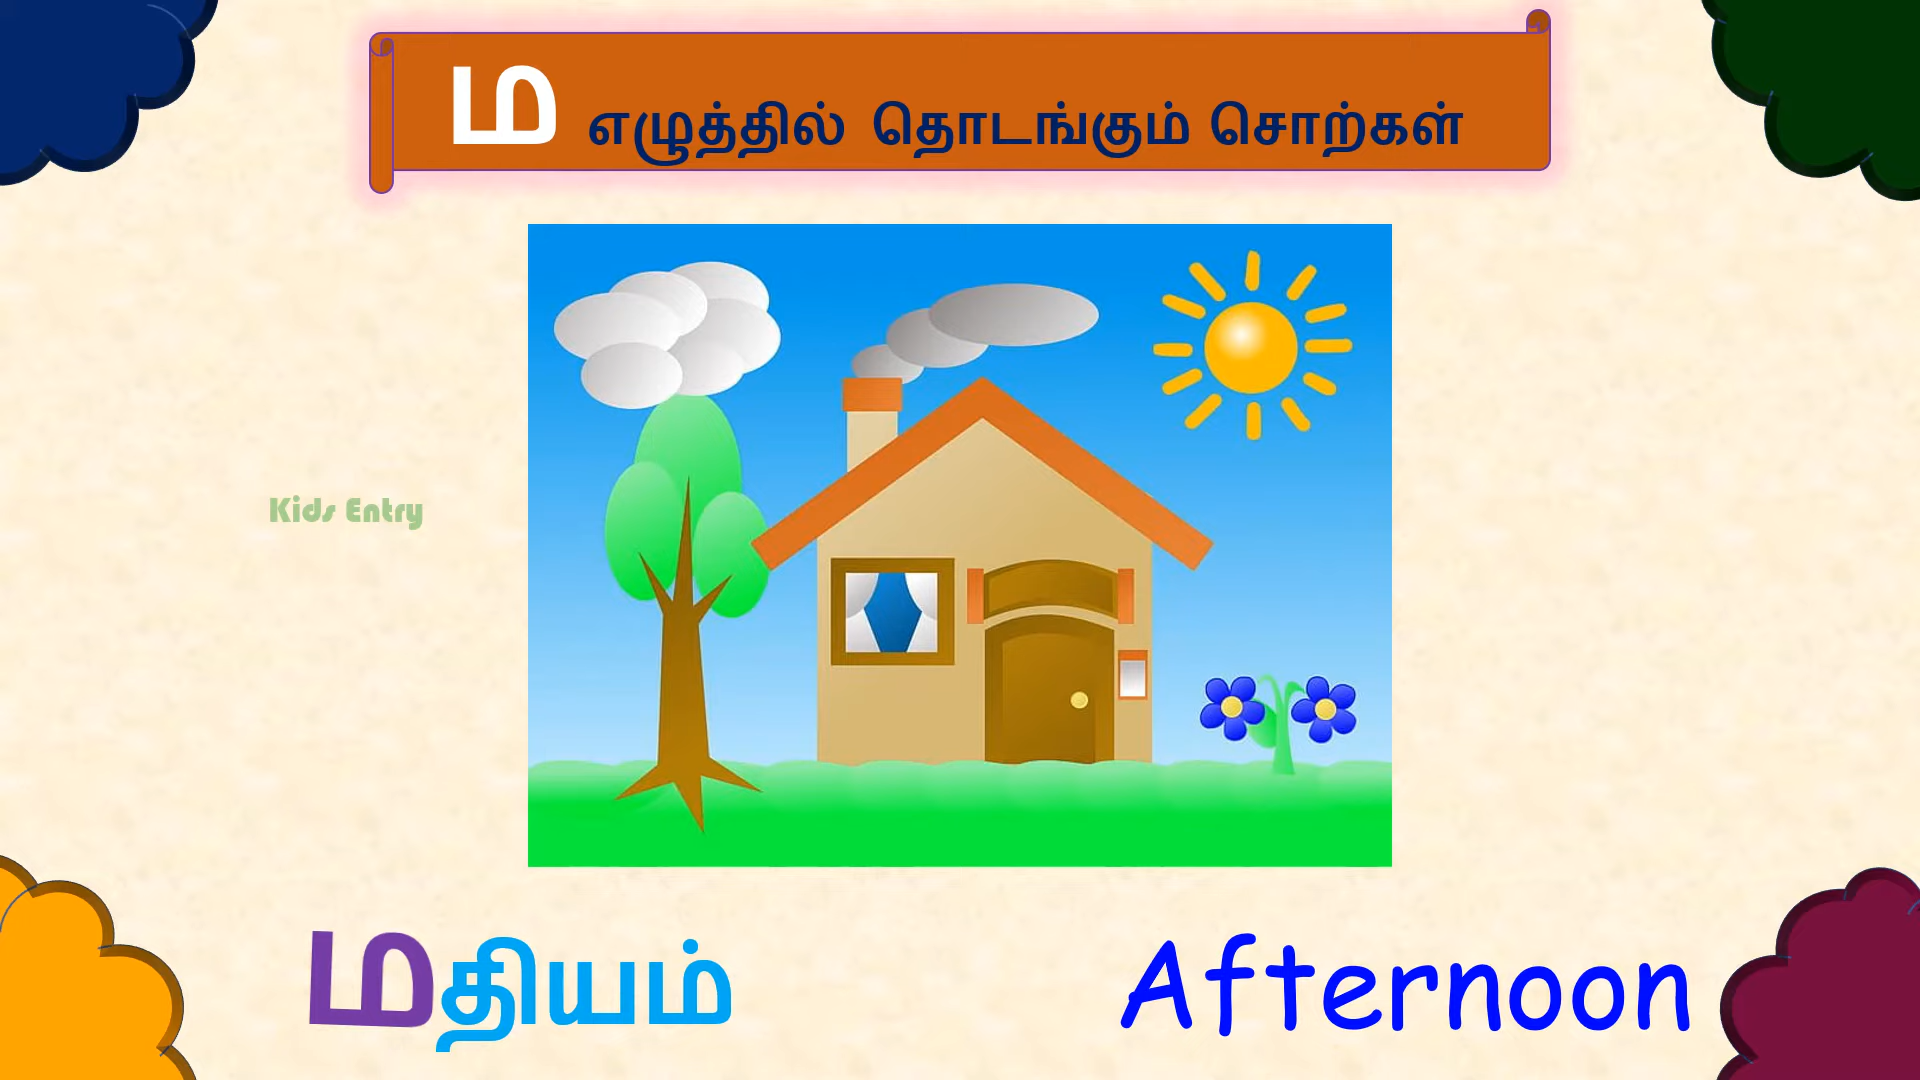 ம எழுத்தில் தொடங்கும் சொற்கள்
Kids Entry
மதியம்
Afternoon